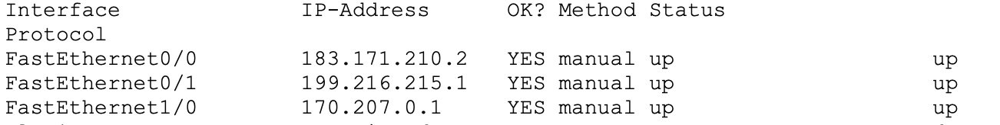 Interface              IP-Address      OK? Method Status
Protocol
FastEthernet0/0        183.171.210.2   YES manual up                    up
FastEthernet0/1        199.216.215.1   YES manual up                    up
FastEthernet1/0        170.207.0.1     YES manual up                    up